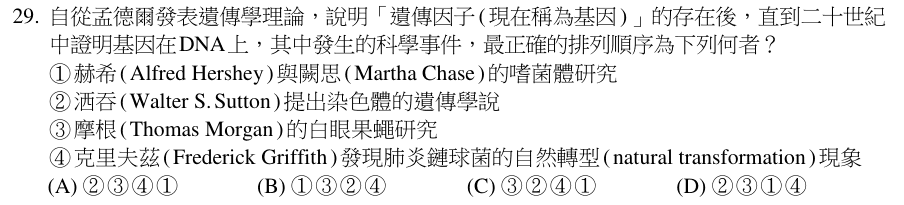 29. 自從孟德爾發表遺傳學理論，說明「遺傳因子(現在稱為基因)」的存在後，直到二十世紀
中證明基因在DNA上，其中發生的科學事件，最正確的排列順序為下列何者？
①赫希(Alfred Hershey)與闕思(Martha Chase)的嗜菌體研究
②洒吞(Walter S. Sutton)提出染色體的遺傳學說
③摩根(Thomas Morgan)的白眼果蠅研究
④克里夫茲(Frederick Griffith)發現肺炎鏈球菌的自然轉型(natural transformation)現象
(A) ②③④① (B) ①③②④ (C) ③②④① (D) ②③①④